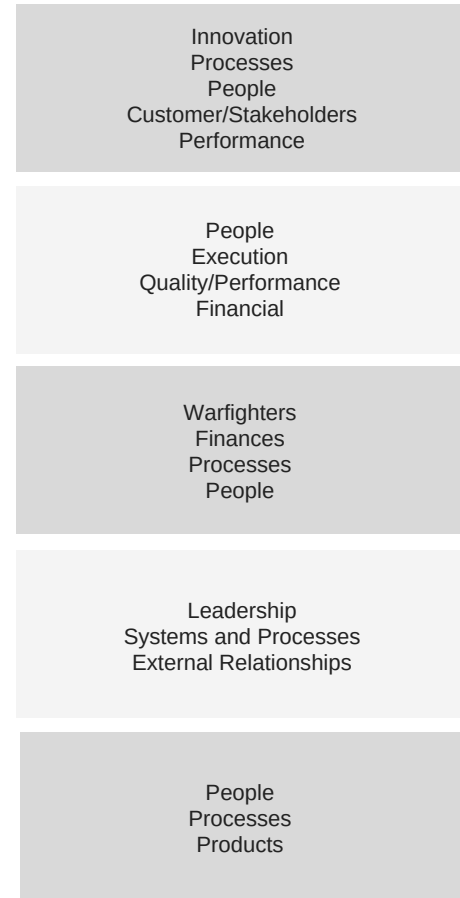 Innovation
Processes
People
Customer/Stakeholders
Performance
People
Execution
Quality/Performance
Financial
Warfighters
Finances
Processes
People
Leadership
Systems and Processes
External Relationships
People
Processes
Products